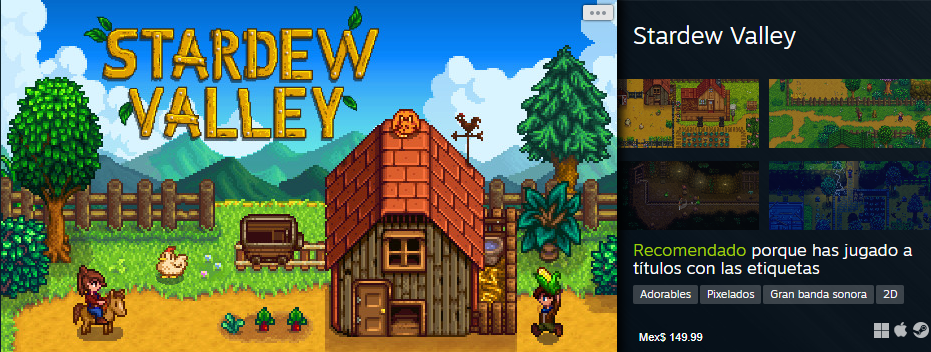 STARDEW
VALLEY
Stardew Valley
Recomendado porque has jugado a
títulos con las etiquetas
Adorables Pixelados Gran banda sonora 2D
Mex$ 149.99